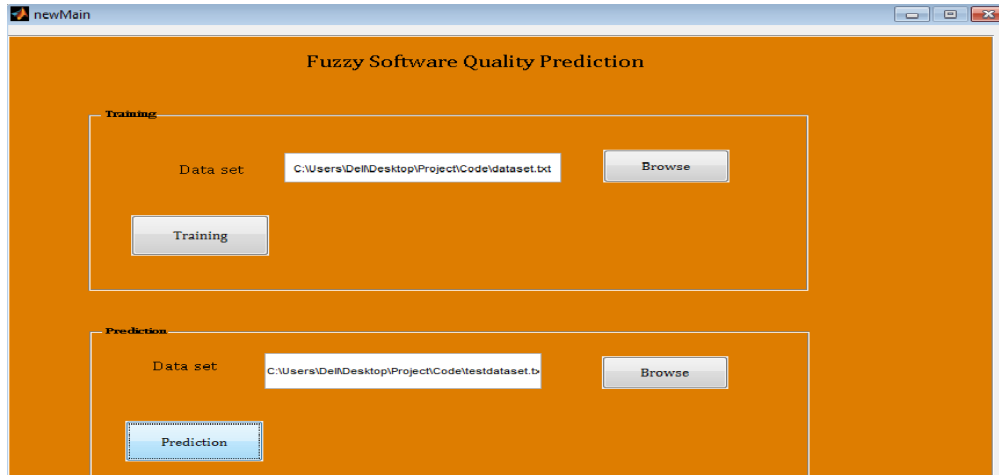 newMain
Fuzzy Software Quality Prediction
Training
Data set
C:\Users\Dell\Desktop\Project\Code\dataset.txt
Browse
Training
Prediction
Data set
C:\Users\Dell\Desktop\Project\Code\testdataset.tx
Browse
Prediction